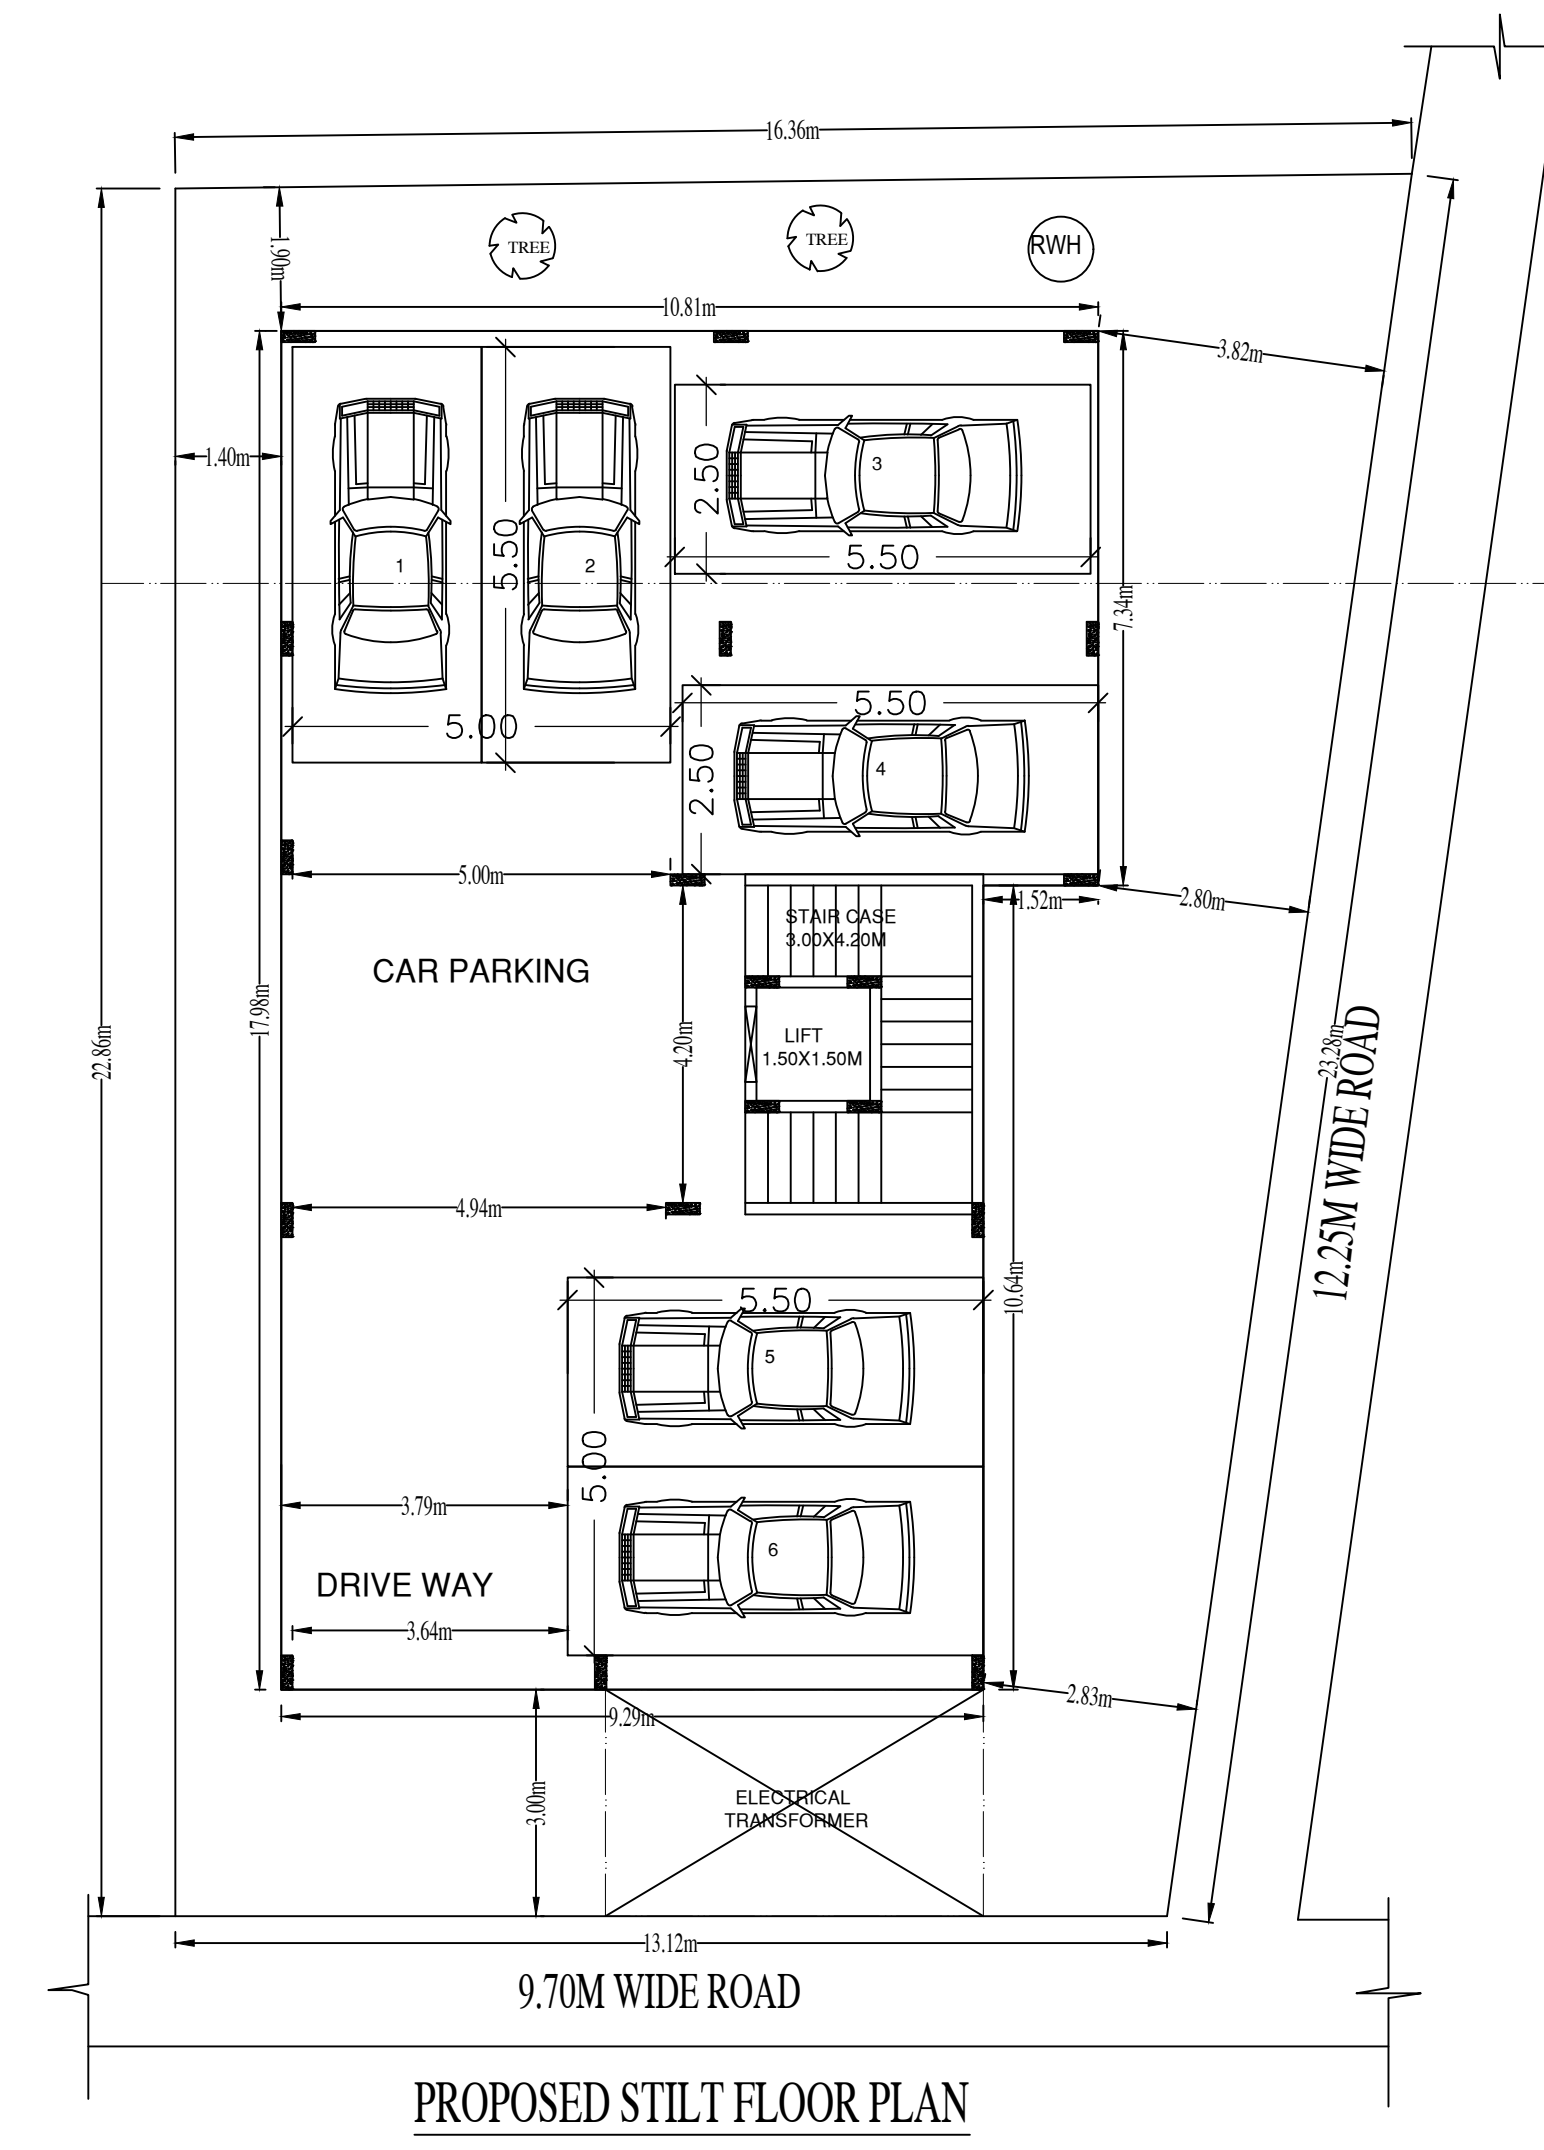 16.36m
TREE
TREE
RWH
1.90m
10.81m
3.82m
1.40m
2.50
3
5.50
5.50
1
2
7.34m
5.50
5.00
2.50
4
5.00m
1.52m
2.80m
STAIR CASE
3.00X4.20M
CAR PARKING
17.98m
22.86m
4.20m
LIFT
1.50X1.50M
23.28m
12.25M WIDE ROAD
4.94m
10.64m
5.50
5
5.00
3.79m
6
DRIVE WAY
3.64m
2.83m
9.29m
3.00m
ELECTRICAL
TRANSFORMER
13.12m
9.70M WIDE ROAD
PROPOSED STILT FLOOR PLAN